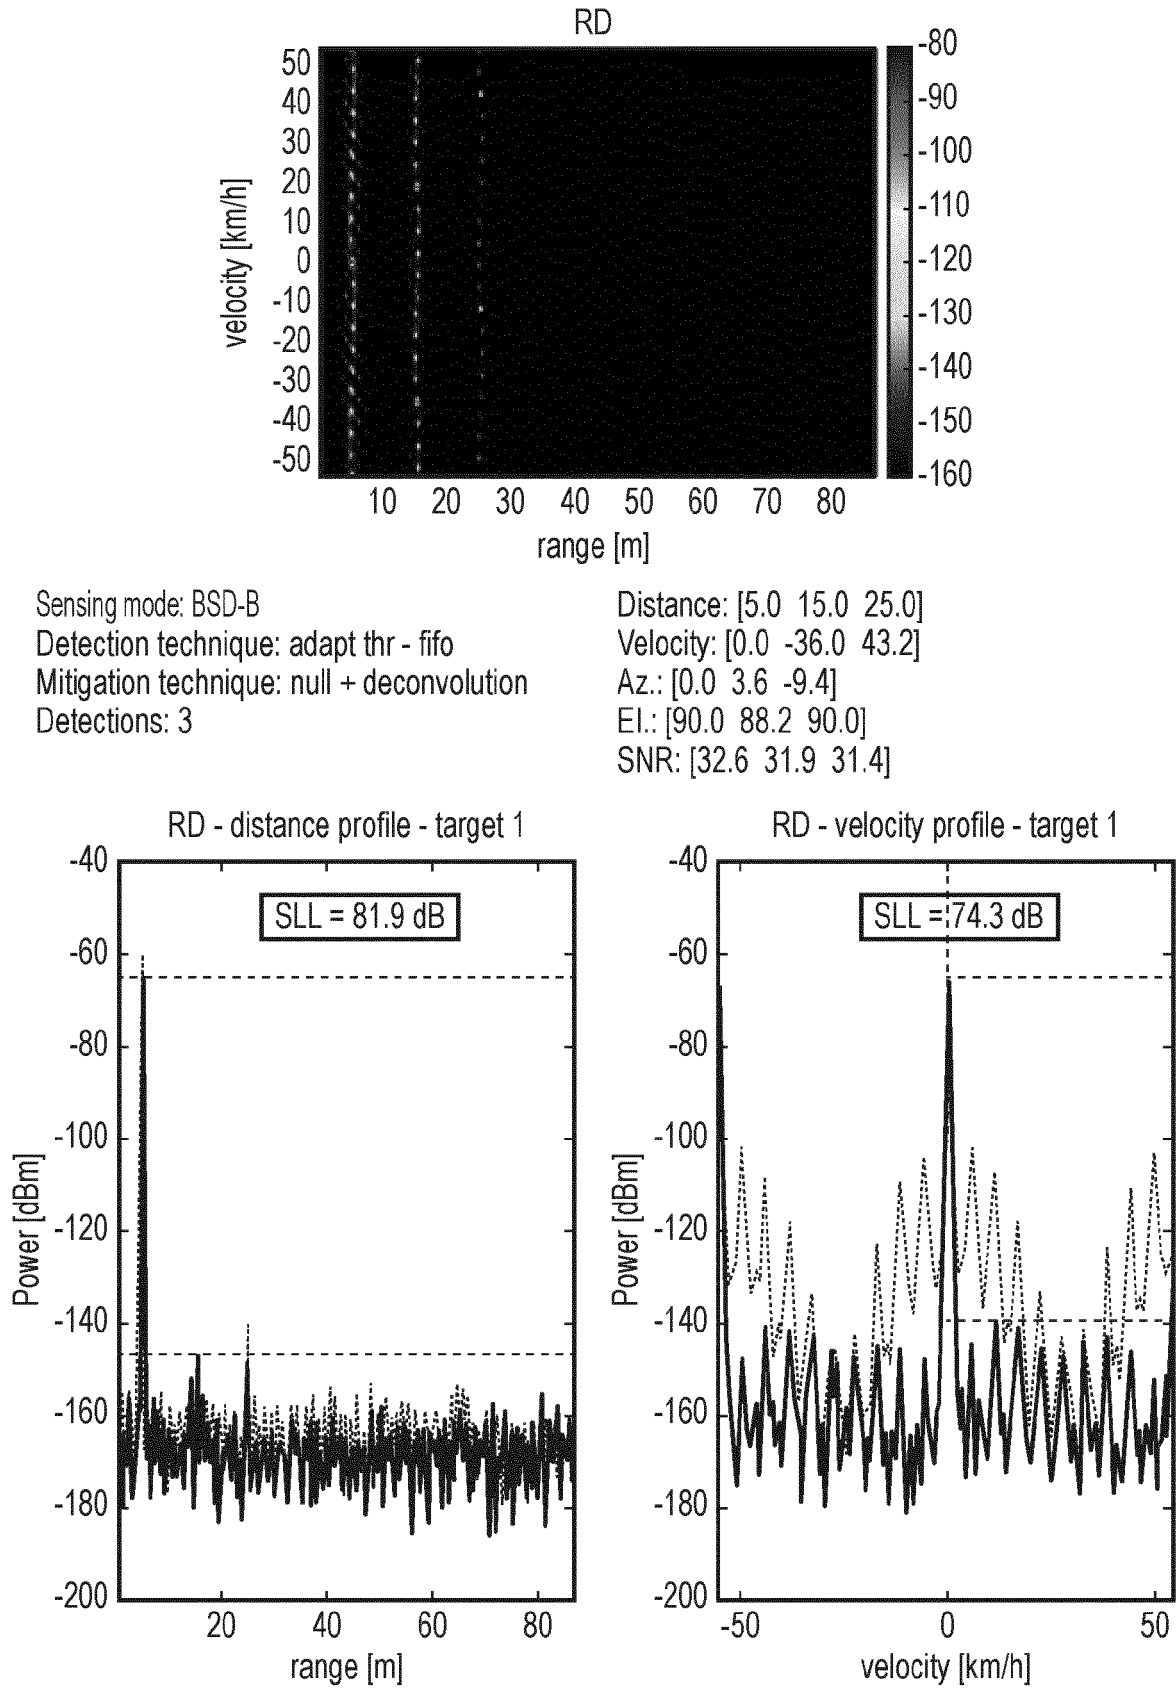 RD
50
40
30
20
10
0
-10
-20
-30
-40
-50
velocity [km/h]
10 20 30 40 50 60 70 80
range [m]
-80
-90
-100
-110
-120
-130
-140
-150
-160
Sensing mode: BSD-B
Detection technique: adapt thr - fifo
Mitigation technique: null + deconvolution
Detections: 3
Distance: [5.0 15.0 25.0]
Velocity: [0.0 -36.0 43.2]
Az.: [0.0 3.6 -9.4]
El.: [90.0 88.2 90.0]
SNR: [32.6 31.9 31.4]
RD - distance profile - target 1
SLL = 81.9 dB
-40
-60
-80
-100
-120
-140
-160
-180
-200
Power [dBm]
20 40 60 80
range [m]
RD - velocity profile - target 1
SLL = 74.3 dB
-40
-60
-80
-100
-120
-140
-160
-180
-200
Power [dBm]
-50 0 50
velocity [km/h]